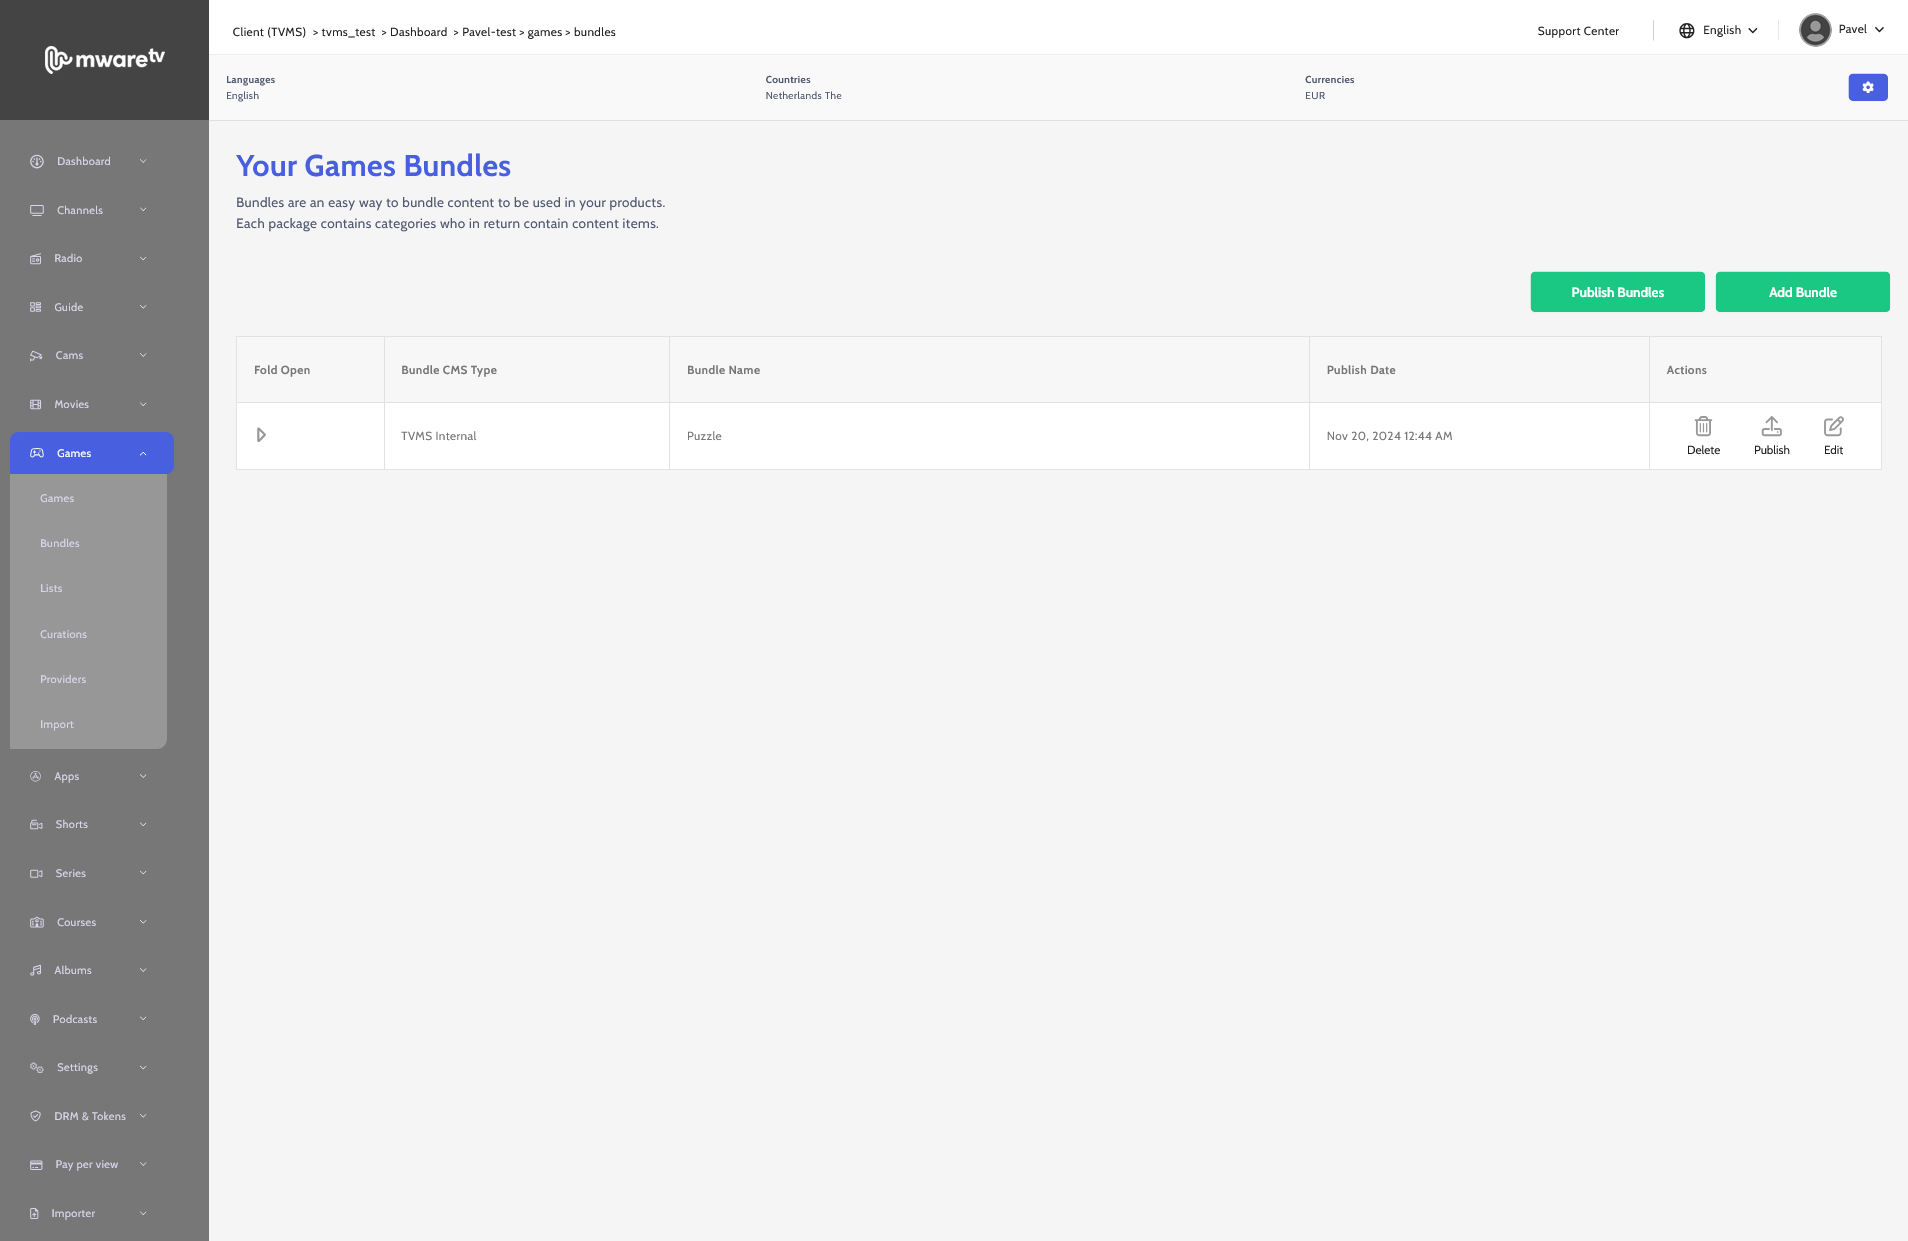 mwaretv
Client (TVMS) > tvms_test > Dashboard > Pavel-test > games > bundles
Support Center
English
Pavel
Languages
English
Countries
Netherlands The
Currencies
EUR
Dashboard
Channels
Radio
Guide
Cams
Movies
Games
Games
Bundles
Lists
Curations
Providers
Import
Apps
Shorts
Series
Courses
Albums
Podcasts
Settings
DRM & Tokens
Pay per view
Importer
Your Games Bundles
Bundles are an easy way to bundle content to be used in your products.
Each package contains categories who in return contain content items.
Publish Bundles
Add Bundle
Fold Open
Bundle CMS Type
Bundle Name
Publish Date
Actions
TVMS Internal
Puzzle
Nov 20, 2024 12:44 AM
Delete
Publish
Edit